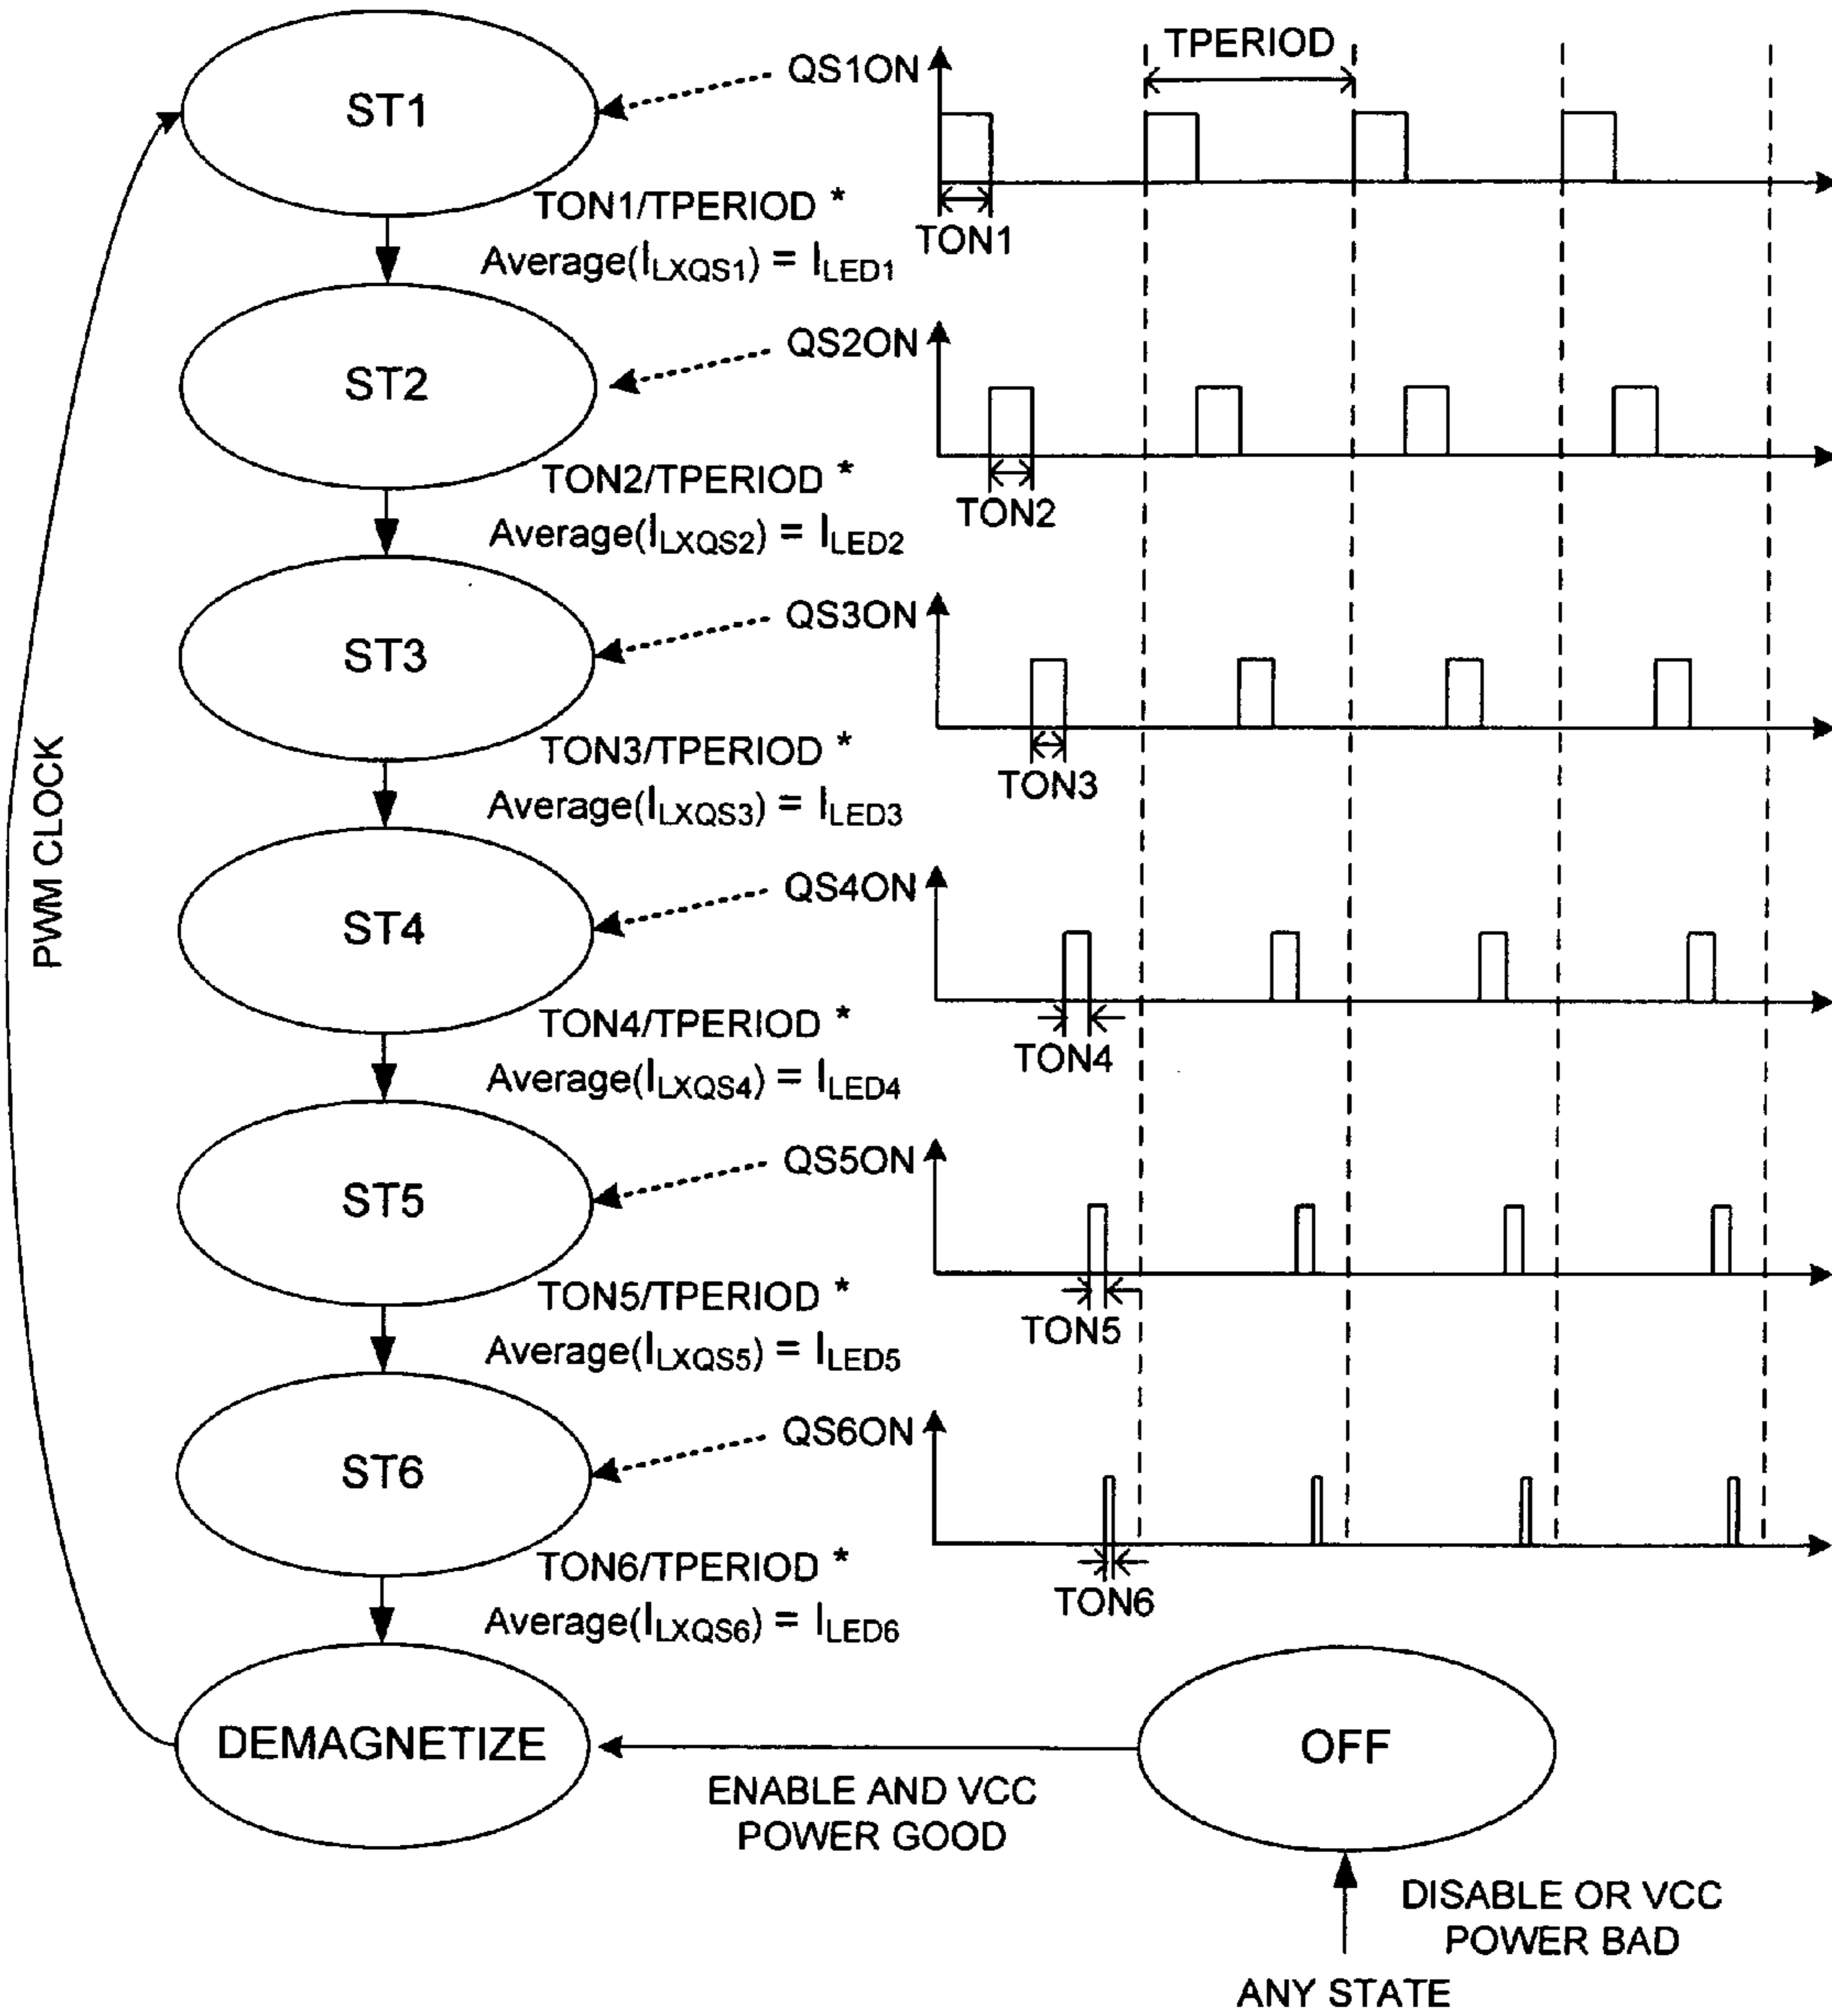 TPERIOD
QS1ON
ST1
TON1/TPERIOD *
Average(ILXQS1) = ILED1
TON1
QS2ON
ST2
TON2/TPERIOD *
Average(ILXQS2) = ILED2
TON2
QS3ON
ST3
TON3/TPERIOD *
Average(ILXQS3) = ILED3
TON3
PWM CLOCK
QS4ON
ST4
TON4/TPERIOD *
Average(ILXQS4) = ILED4
TON4
QS5ON
ST5
TON5/TPERIOD *
Average(ILXQS5) = ILED5
TON5
QS6ON
ST6
TON6/TPERIOD *
Average(ILXQS6) = ILED6
TON6
DEMAGNETIZE
OFF
ENABLE AND VCC
POWER GOOD
DISABLE OR VCC
POWER BAD
ANY STATE